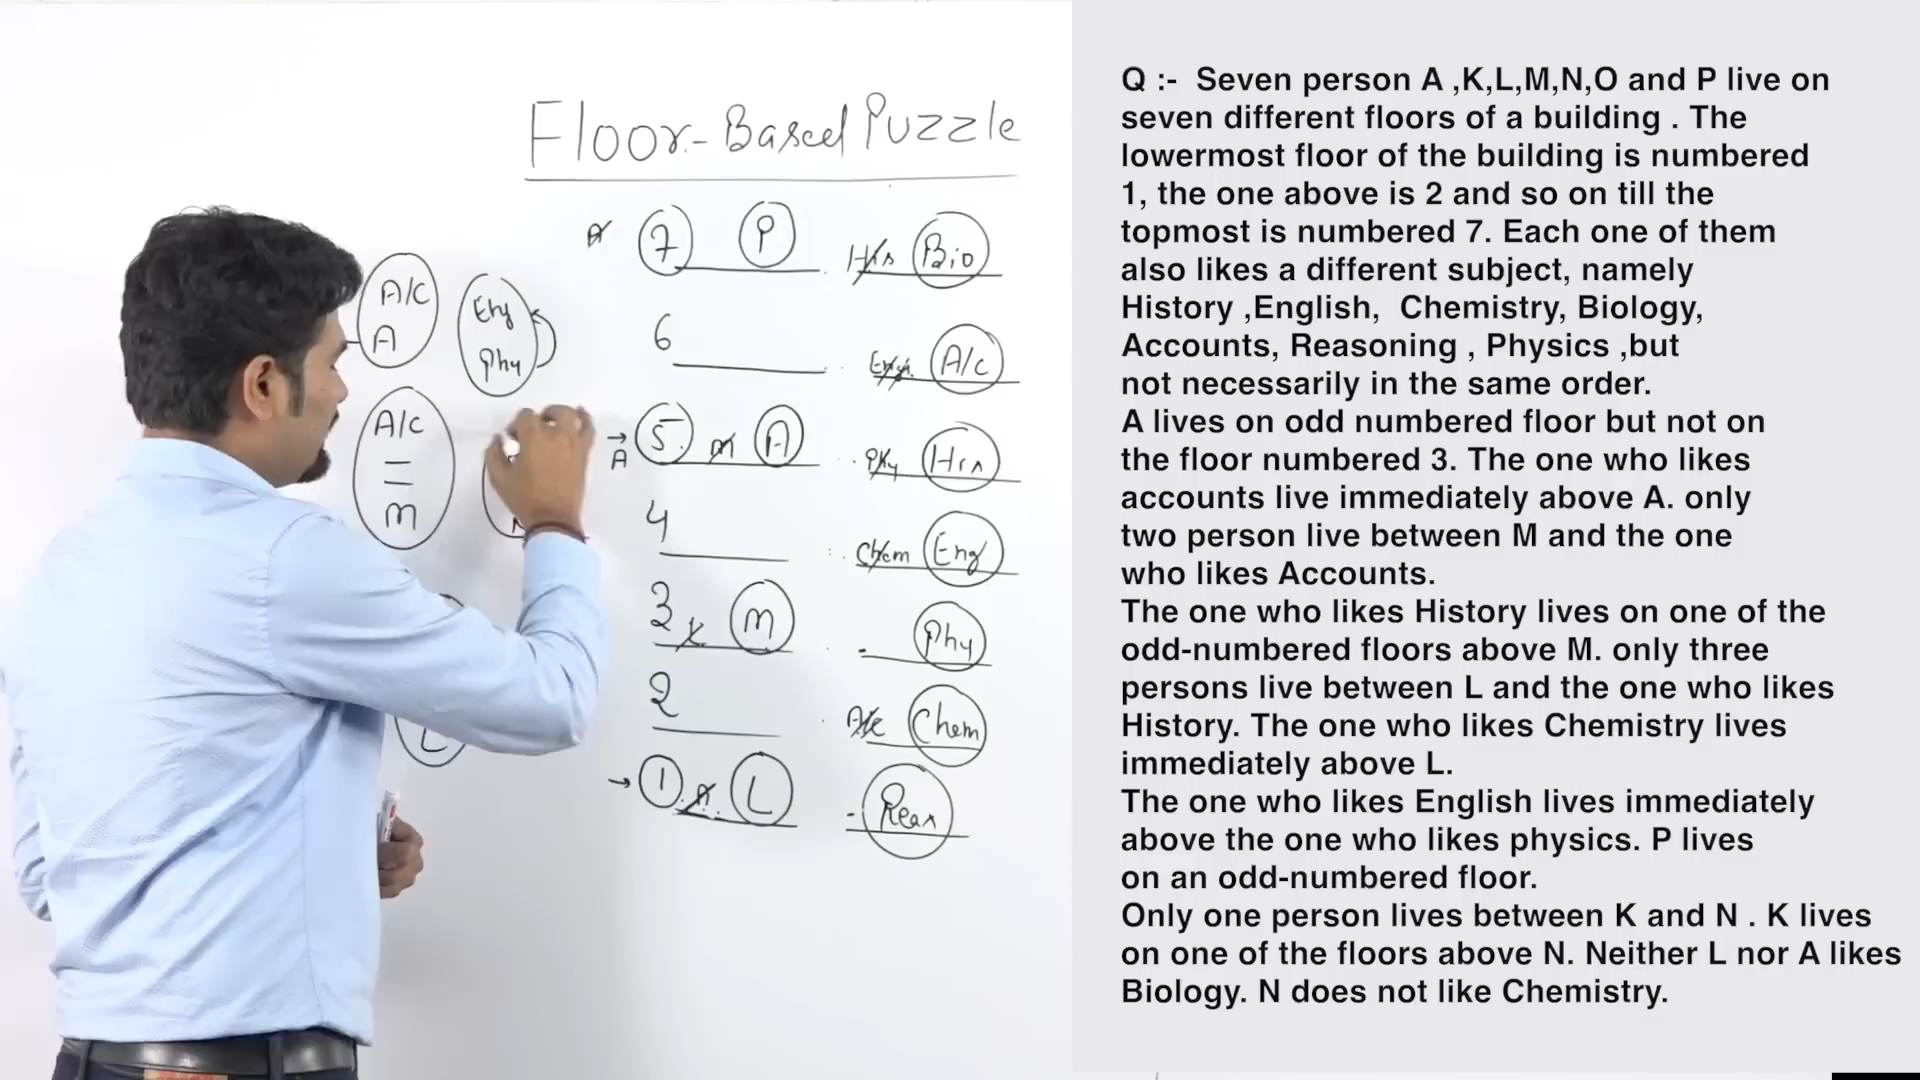 Floor-Based Puzzle
7 P Bio
6 A/c
A 5 A His
4 Eng
3 M Phy
2 Chem
1 L Reas
A/c
A
Eng
Phy
A/c
M
L
Q :- Seven person A ,K,L,M,N,O and P live on
seven different floors of a building . The
lowermost floor of the building is numbered
1, the one above is 2 and so on till the
topmost is numbered 7. Each one of them
also likes a different subject, namely
History ,English, Chemistry, Biology,
Accounts, Reasoning , Physics ,but
not necessarily in the same order.
A lives on odd numbered floor but not on
the floor numbered 3. The one who likes
accounts live immediately above A. only
two person live between M and the one
who likes Accounts.
The one who likes History lives on one of the
odd-numbered floors above M. only three
persons live between L and the one who likes
History. The one who likes Chemistry lives
immediately above L.
The one who likes English lives immediately
above the one who likes physics. P lives
on an odd-numbered floor.
Only one person lives between K and N . K lives
on one of the floors above N. Neither L nor A likes
Biology. N does not like Chemistry.